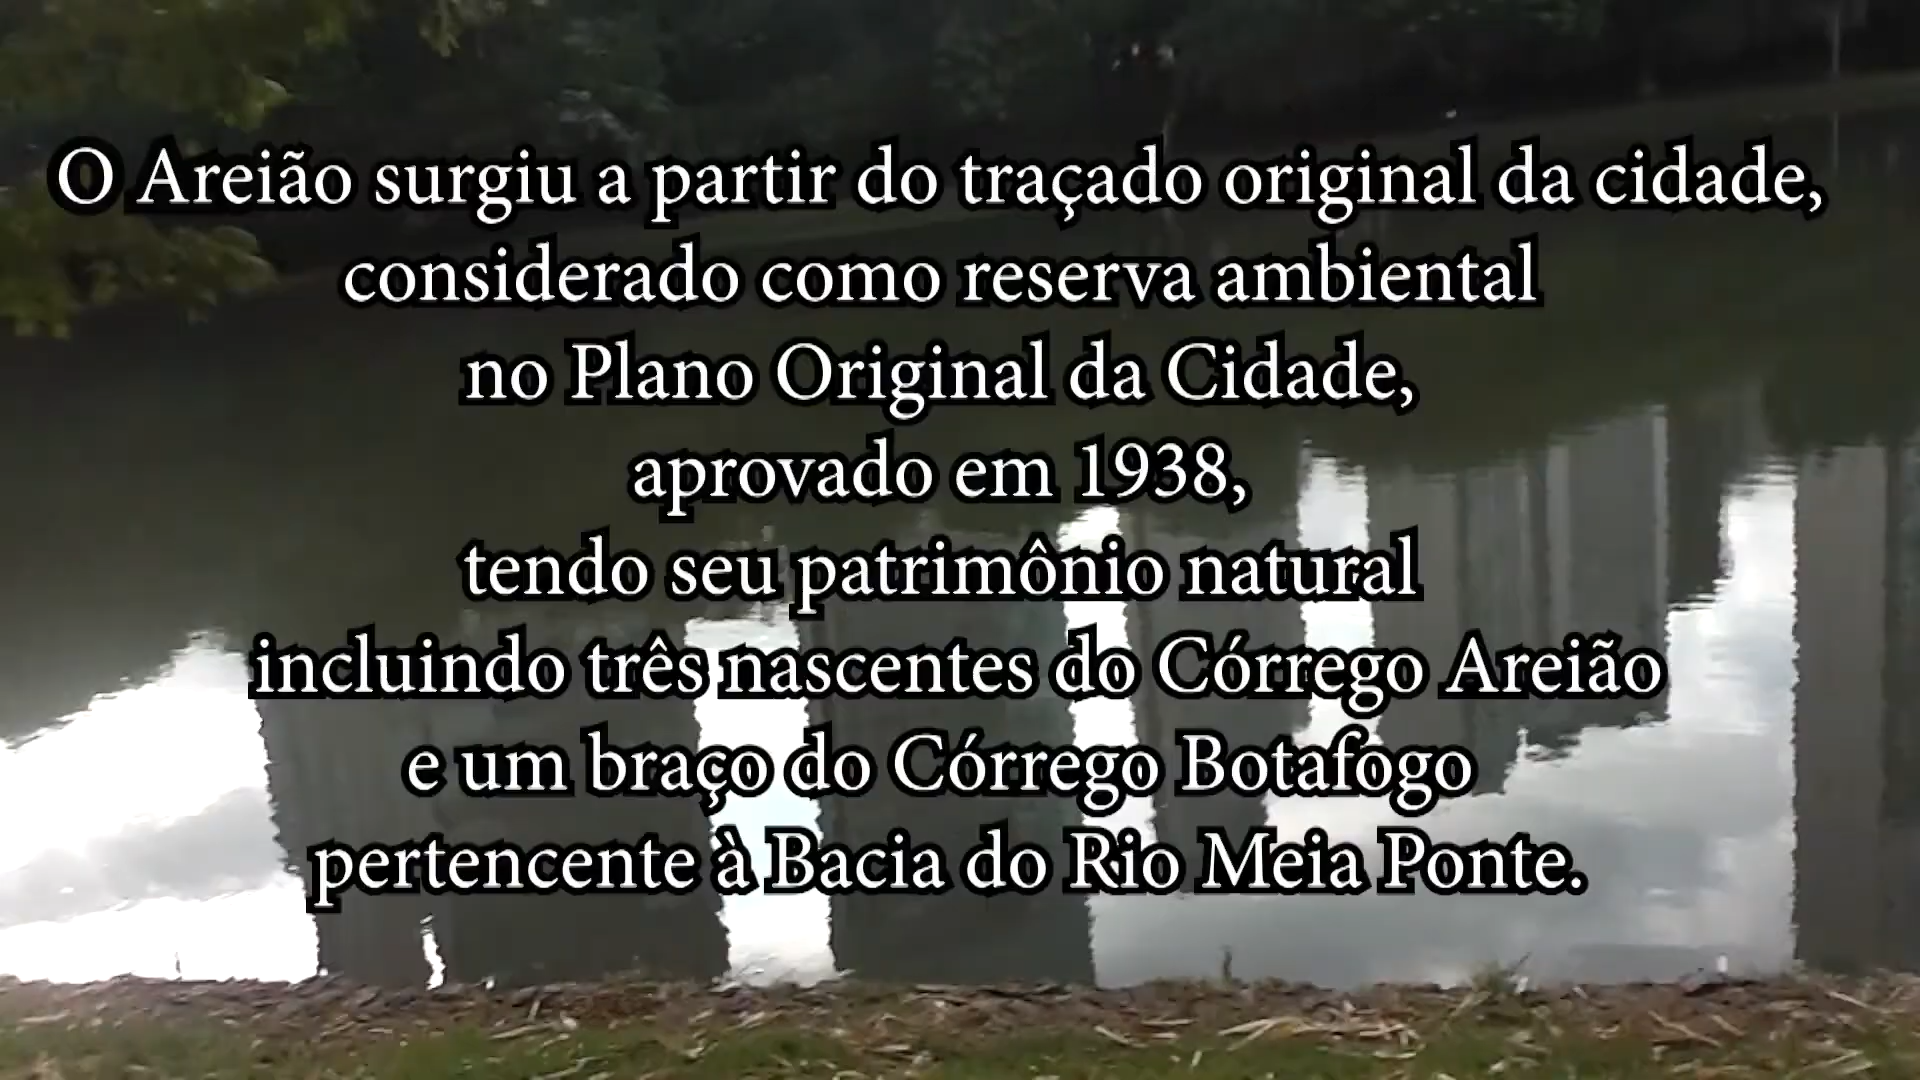 O Areião surgiu a partir do traçado original da cidade,
considerado como reserva ambiental
no Plano Original da Cidade,
aprovado em 1938,
tendo seu patrimônio natural
incluindo três nascentes do Córrego Areião
e um braço do Córrego Botafogo
pertencente à Bacia do Rio Meia Ponte.